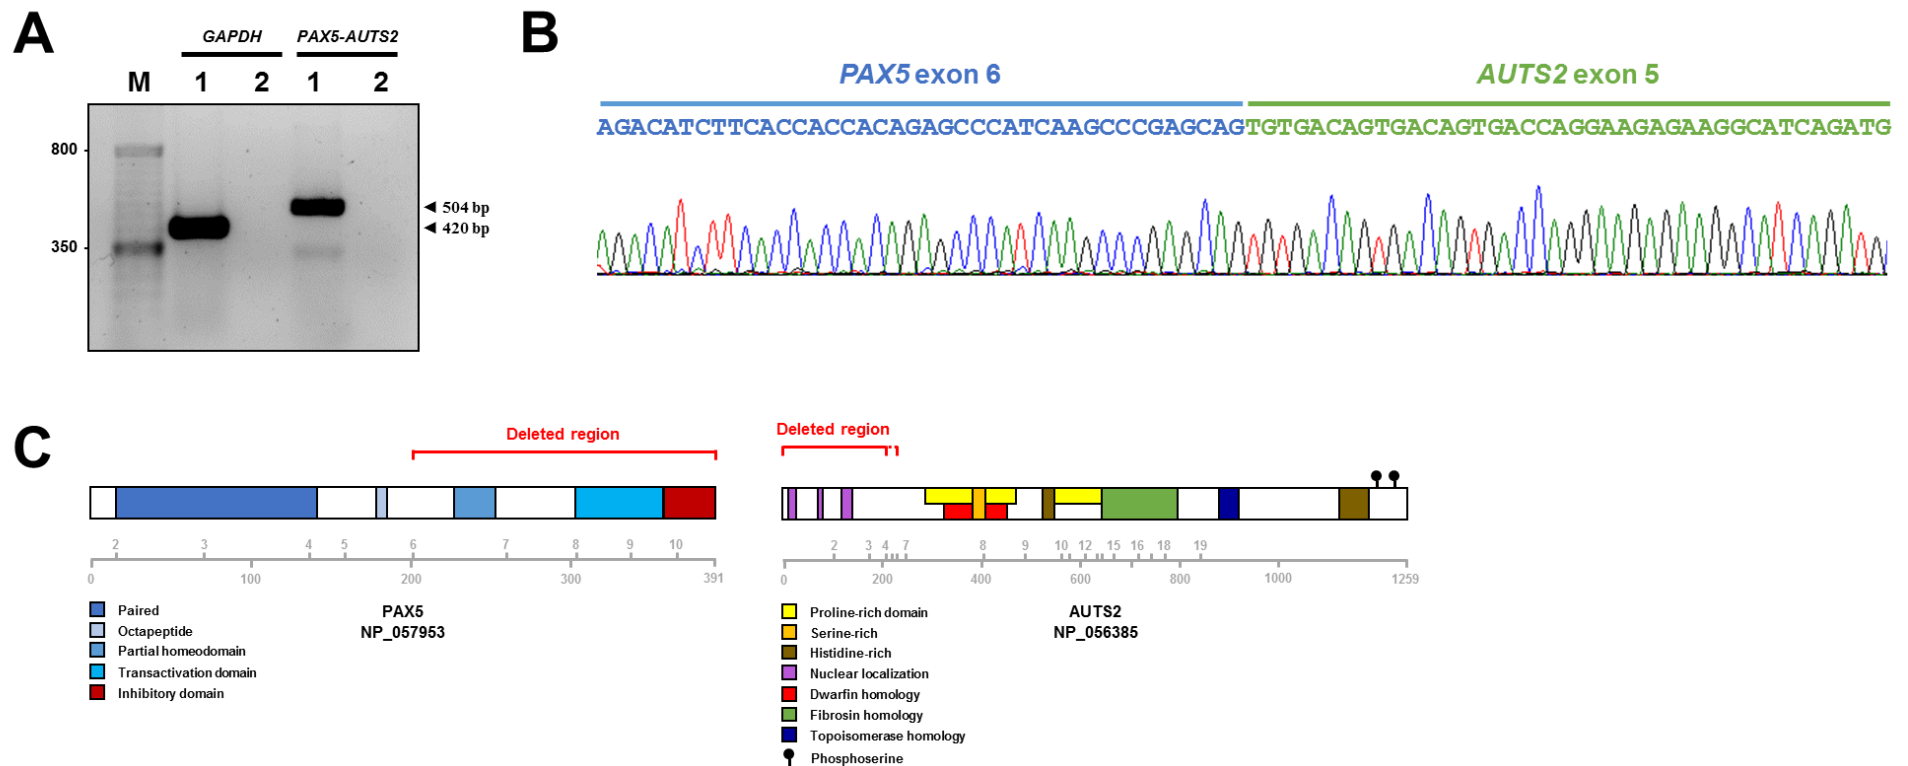 A
GAPDH PAX5-AUTS2
M 1 2 1 2
800
350
504 bp
420 bp
B
PAX5 exon 6 AUTS2 exon 5
AGACATCTTCACCACCACAGAGCCCATCAAGCCCGAGCAGTGTGACAGTGACAGTGACCAGGAAGAGAAGGCATCAGATG
C
Deleted region
2 3 4 5 6 7 8 9 10
0 100 200 300 391
PAX5
NP_057953
Paired
Octapeptide
Partial homeodomain
Transactivation domain
Inhibitory domain
Deleted region
2 3 4 7 8 9 10 12 15 16 18 19
0 200 400 600 800 1000 1259
AUTS2
NP_056385
Proline-rich domain
Serine-rich
Histidine-rich
Nuclear localization
Dwarfin homology
Fibrosin homology
Topoisomerase homology
Phosphoserine